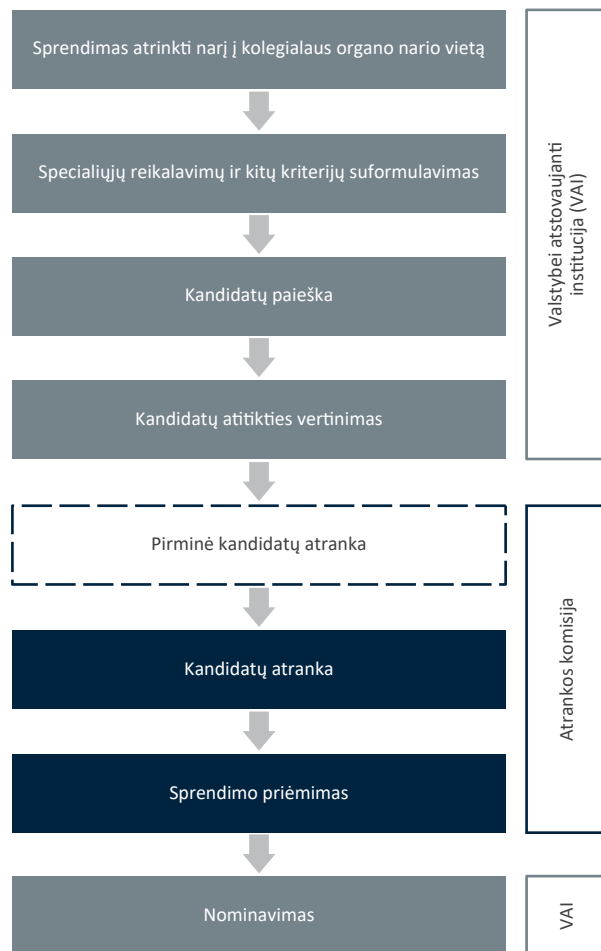 Sprendimas atrinkti narį į kolegialaus organo nario vietą
Specialiųjų reikalavimų ir kitų kriterijų suformulavimas
Kandidatų paieška
Kandidatų atitikties vertinimas
Valstybei atstovaujanti
institucija (VAI)
Pirminė kandidatų atranka
Kandidatų atranka
Sprendimo priėmimas
Atrankos komisija
Nominavimas
VAI